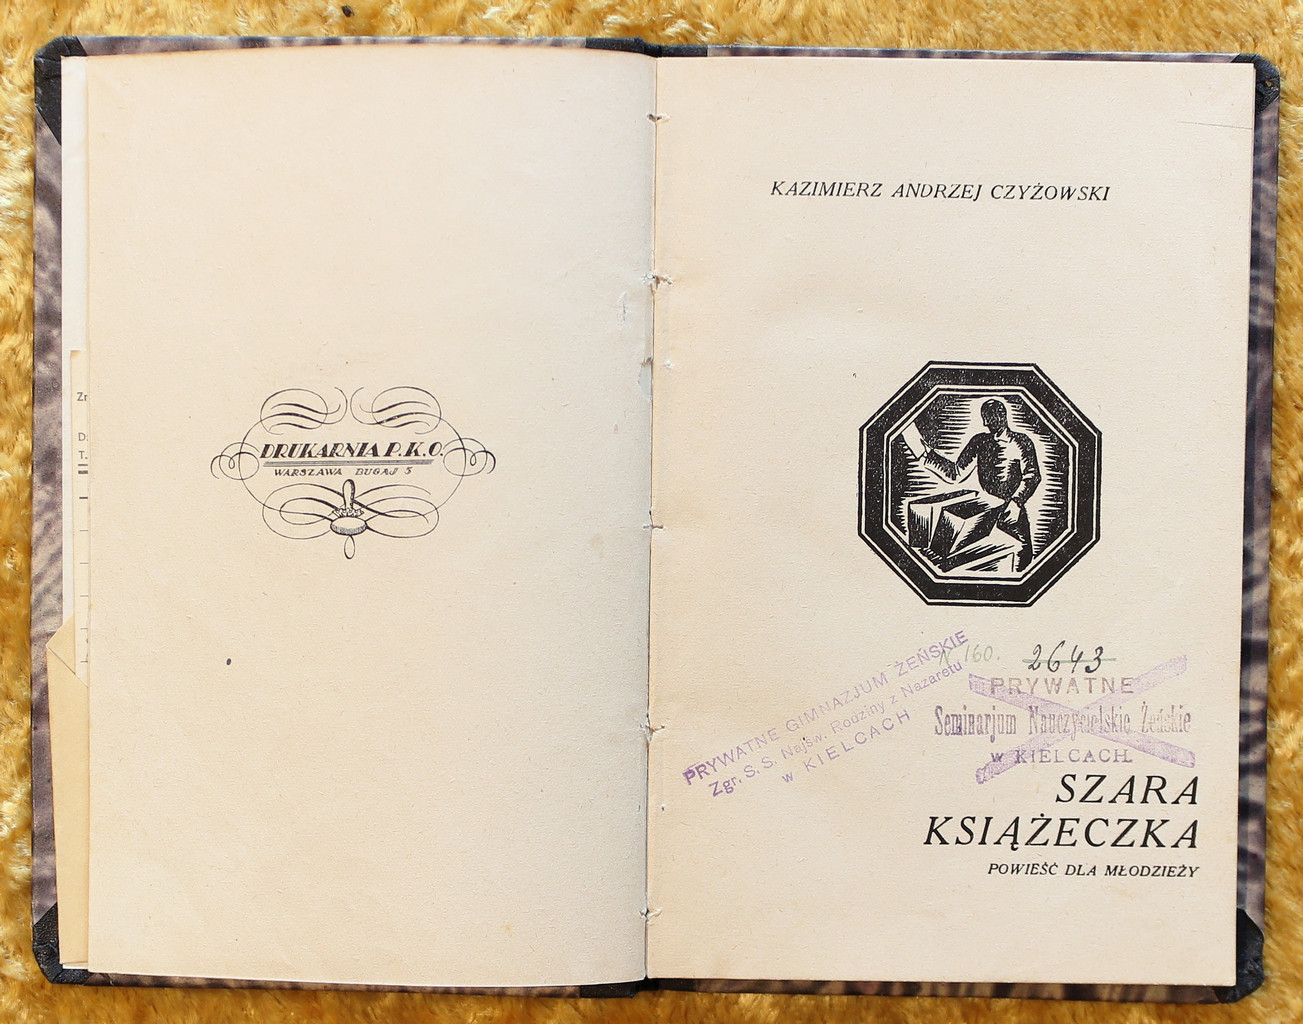 Zr
D
T.
DRUKARNIA P.K.O.
WARSZAWA BUGAJ 5
KAZIMIERZ ANDRZEJ CZYŻOWSKI
N 160.
2643
PRYWATNE GIMNAZJUM ŻEŃSKIE
Zgr. S. S. Najśw. Rodziny z Nazaretu
w KIELCACH
PRYWATNE
Seminarjum Nauczycielskie Żeńskie
w KIELCACH.
SZARA
KSIĄŻECZKA
POWIEŚĆ DLA MŁODZIEŻY